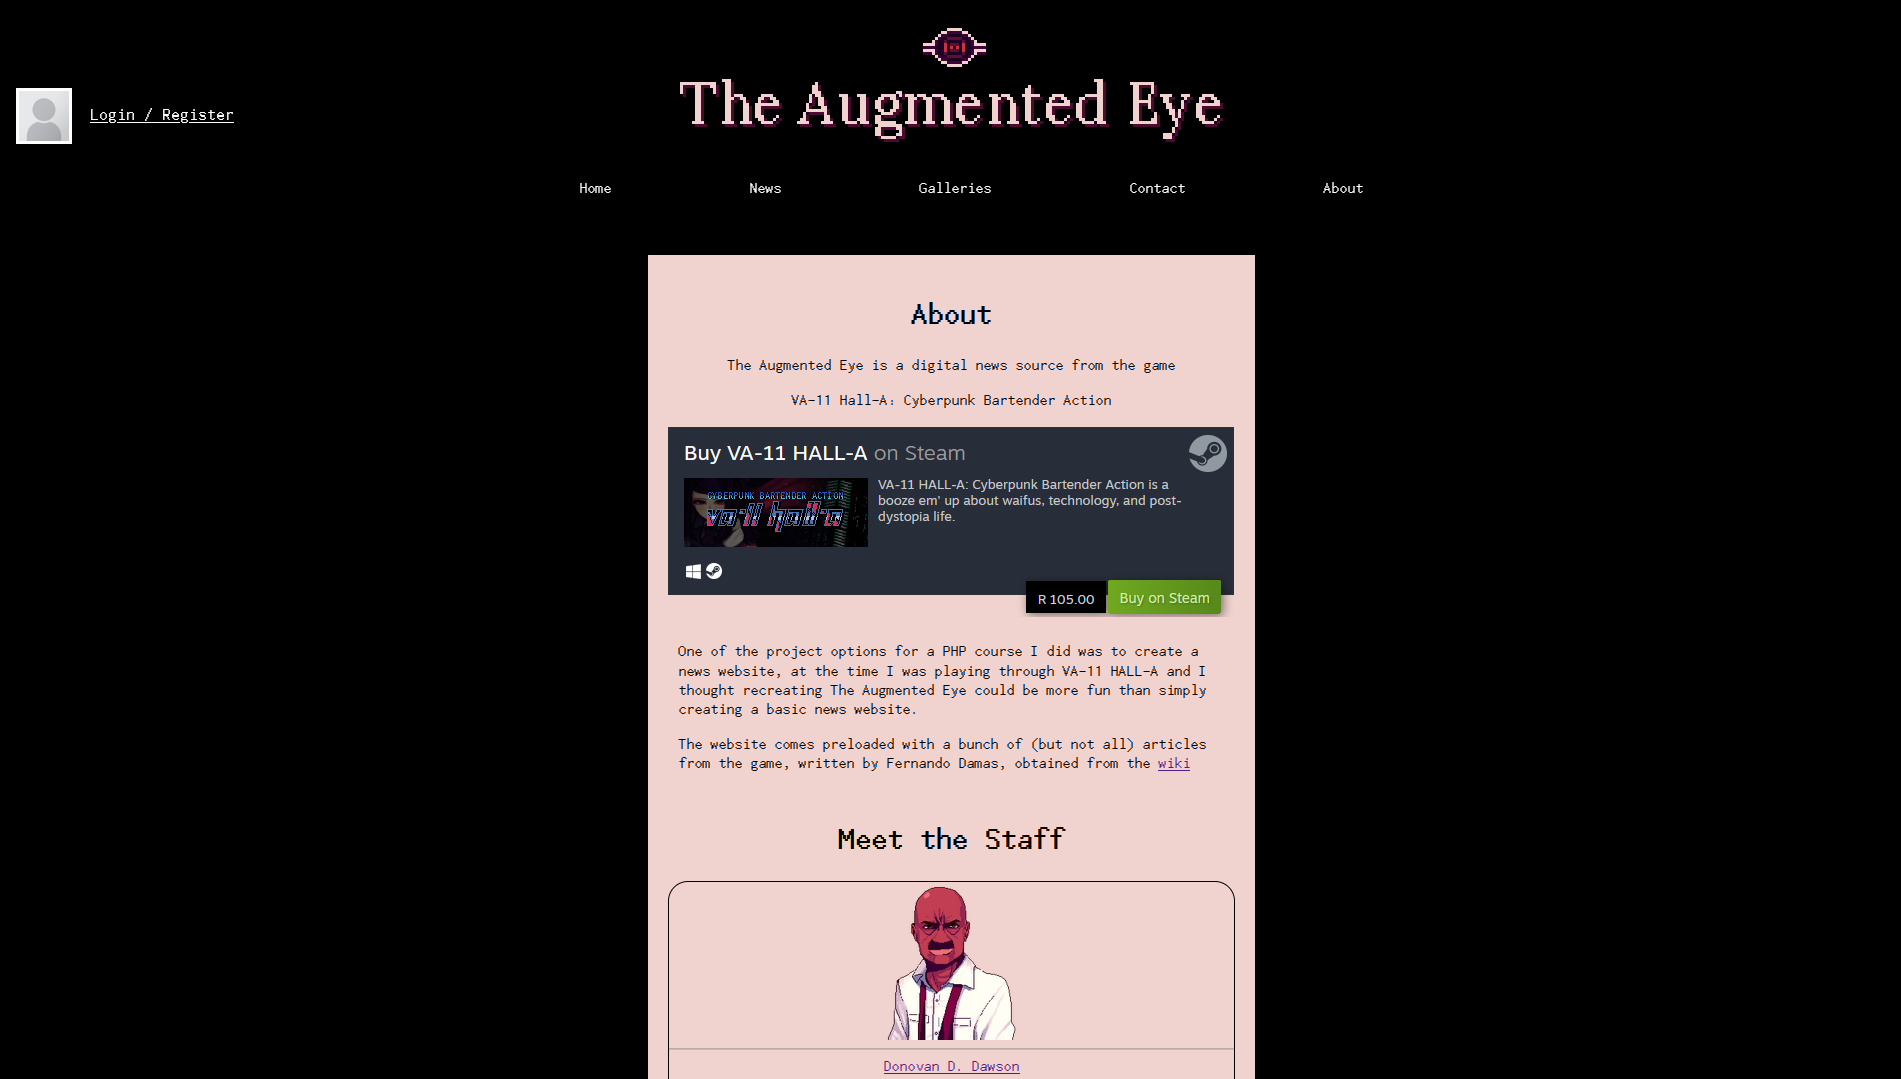 The Augmented Eye
Login / Register
Home News Galleries Contact About
About
The Augmented Eye is a digital news source from the game
VA-11 Hall-A: Cyberpunk Bartender Action
Buy VA-11 HALL-A on Steam
CYBERPUNK BARTENDER ACTION
va-11 hall-a
VA-11 HALL-A: Cyberpunk Bartender Action is a
booze em' up about waifus, technology, and post-
dystopia life.
R 105.00 Buy on Steam
One of the project options for a PHP course I did was to create a
news website, at the time I was playing through VA-11 HALL-A and I
thought recreating The Augmented Eye could be more fun than simply
creating a basic news website.
The website comes preloaded with a bunch of (but not all) articles
from the game, written by Fernando Damas, obtained from the wiki
Meet the Staff
Donovan D. Dawson